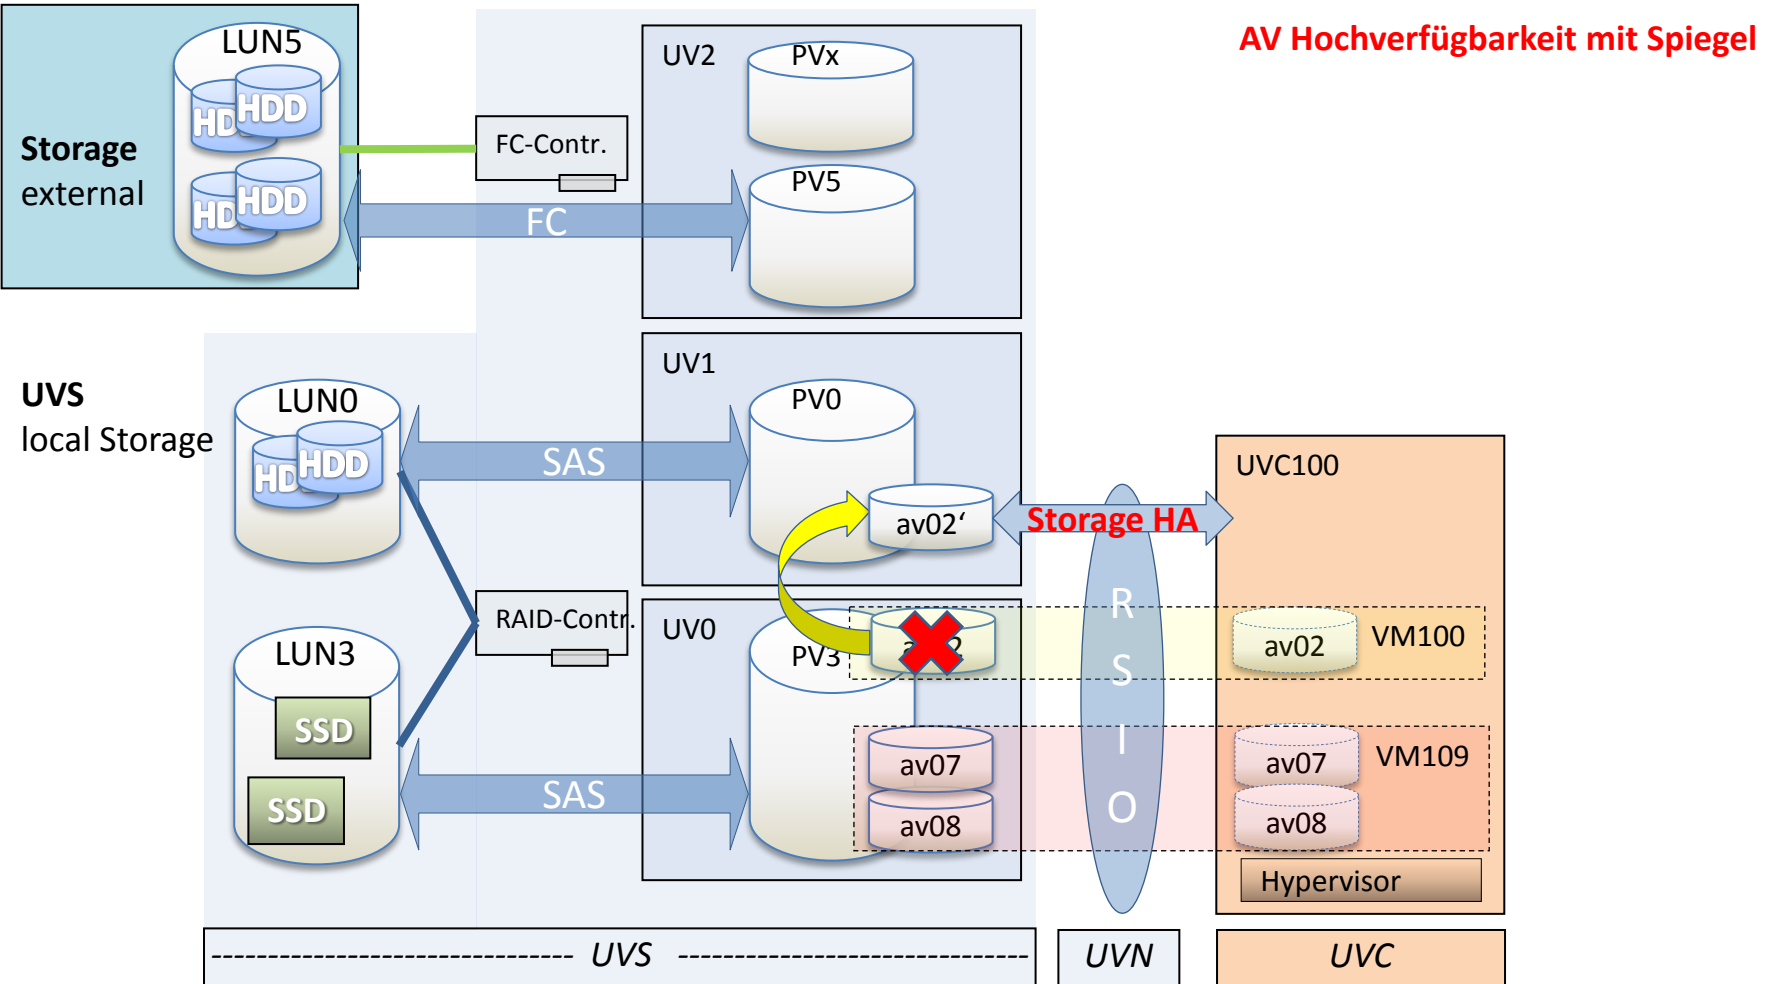 AV Hochverfügbarkeit mit Spiegel
LUN5
HDD
HDD
Storage
external
FC-Contr.
FC
UV2
PVx
PV5
UVS
local Storage
LUN0
HDD
SAS
UV1
PV0
av02‘
Storage HA
UVC100
RAID-Contr.
LUN3
SSD
SSD
SAS
UV0
PV3
av07
av08
R
S
I
O
av02
VM100
av07
VM109
av08
Hypervisor
UVS
UVN
UVC